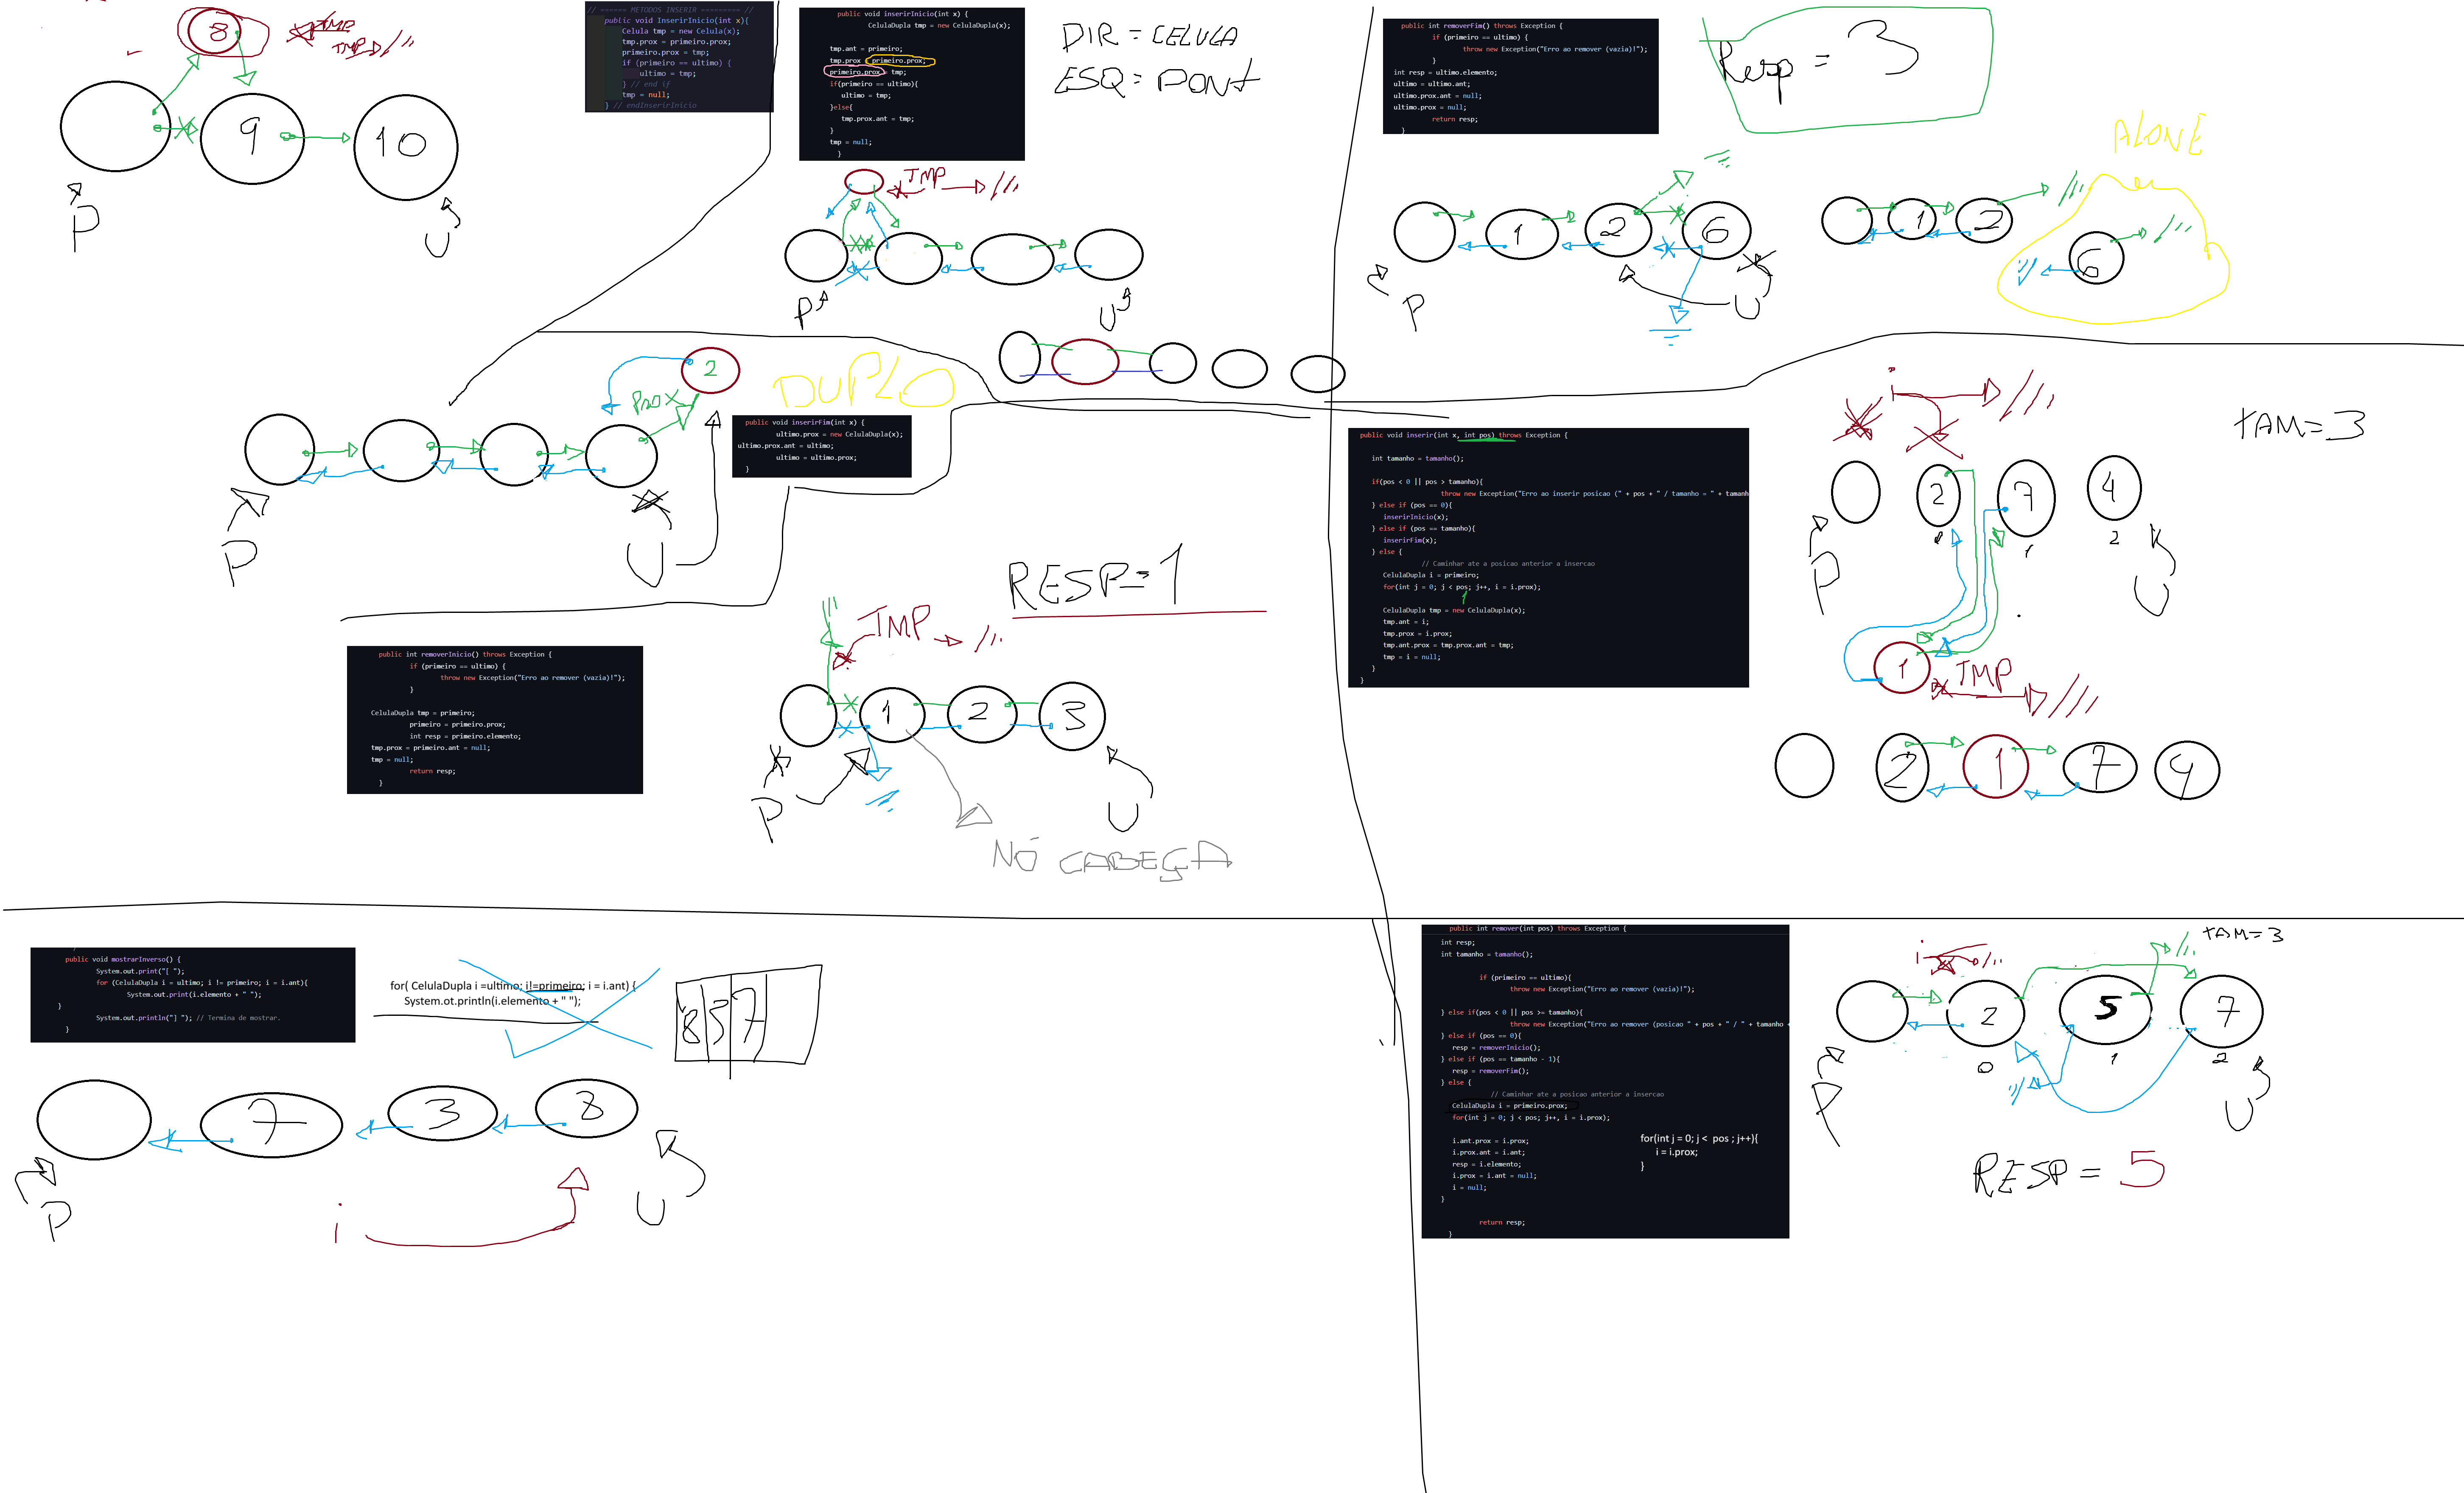 8
TMP
TMP
9
10
P
U
// ====== METODOS INSERIR ========= //
public void InserirInicio(int x){
Celula tmp = new Celula(x);
tmp.prox = primeiro.prox;
primeiro.prox = tmp;
if (primeiro == ultimo) {
ultimo = tmp;
} // end if
tmp = null;
} // endInserirInicio
public void inserirInicio(int x) {
CelulaDupla tmp = new CelulaDupla(x);
tmp.ant = primeiro;
tmp.prox = primeiro.prox;
primeiro.prox = tmp;
if(primeiro == ultimo){
ultimo = tmp;
}else{
tmp.prox.ant = tmp;
}
tmp = null;
}
DIR = CELULA
ESQ = PONT
TMP
P
U
public int removerFim() throws Exception {
if (primeiro == ultimo) {
throw new Exception("Erro ao remover (vazia)!");
}
int resp = ultimo.elemento;
ultimo = ultimo.ant;
ultimo.prox.ant = null;
ultimo.prox = null;
return resp;
}
Resp = 3
ALONE
1 2 6
P
U
1 2
6
2
PROX
DUPLO
P
U
public void inserirFim(int x) {
ultimo.prox = new CelulaDupla(x);
ultimo.prox.ant = ultimo;
ultimo = ultimo.prox;
}
public void inserir(int x, int pos) throws Exception {
int tamanho = tamanho();
if(pos < 0 || pos > tamanho){
throw new Exception("Erro ao inserir posicao (" + pos + " / tamanho = " + tamanh
} else if (pos == 0){
inserirInicio(x);
} else if (pos == tamanho){
inserirFim(x);
} else {
// Caminhar ate a posicao anterior a insercao
CelulaDupla i = primeiro;
for(int j = 0; j < pos; j++, i = i.prox);
1
CelulaDupla tmp = new CelulaDupla(x);
tmp.ant = i;
tmp.prox = i.prox;
tmp.ant.prox = tmp.prox.ant = tmp;
tmp = i = null;
}
}
i
TAM=3
2 7 4
0 1 2
P
U
1
TMP
2 1 7 4
RESP=1
public int removerInicio() throws Exception {
if (primeiro == ultimo) {
throw new Exception("Erro ao remover (vazia)!");
}
CelulaDupla tmp = primeiro;
primeiro = primeiro.prox;
int resp = primeiro.elemento;
tmp.prox = primeiro.ant = null;
tmp = null;
return resp;
}
TMP
1 2 3
P
U
NÓ CABEÇA
public void mostrarInverso() {
System.out.print("[ ");
for (CelulaDupla i = ultimo; i != primeiro; i = i.ant){
System.out.print(i.elemento + " ");
}
System.out.println("] "); // Termina de mostrar.
}
for( CelulaDupla i =ultimo; i!=primeiro; i = i.ant) {
System.ot.println(i.elemento + " ");
8 3 7
7 3 8
P
U
i
public int remover(int pos) throws Exception {
int resp;
int tamanho = tamanho();
if (primeiro == ultimo){
throw new Exception("Erro ao remover (vazia)!");
} else if(pos < 0 || pos >= tamanho){
throw new Exception("Erro ao remover (posicao " + pos + " / " + tamanho +
} else if (pos == 0){
resp = removerInicio();
} else if (pos == tamanho - 1){
resp = removerFim();
} else {
// Caminhar ate a posicao anterior a insercao
CelulaDupla i = primeiro.prox;
for(int j = 0; j < pos; j++, i = i.prox);
i.ant.prox = i.prox;
i.prox.ant = i.ant;
resp = i.elemento;
i.prox = i.ant = null;
i = null;
}
return resp;
}
for(int j = 0; j < pos ; j++){
i = i.prox;
}
i
TAM=3
2 5 7
0 1 2
P
U
RESP = 5